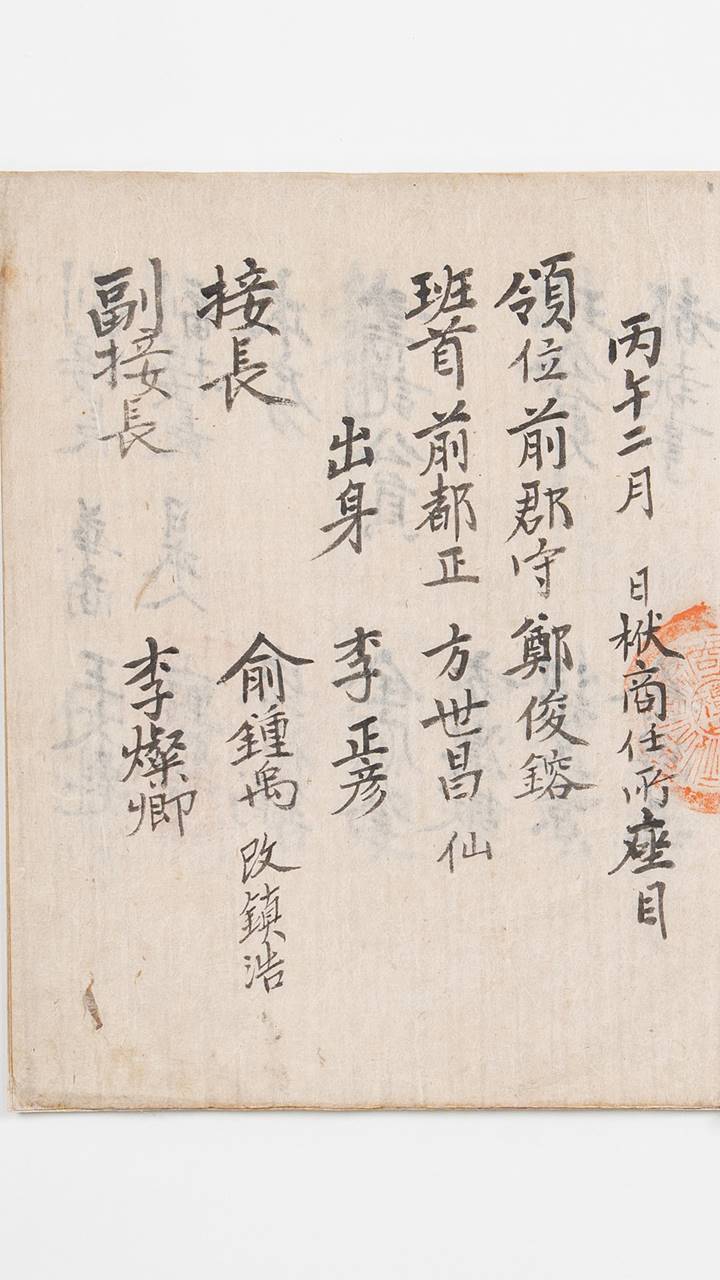 丙午二月 日楸商任所座目
領位 前郡守 鄭俊鎔
班首 前都正 方世昌 仙
出身 李正彦
接長 俞鍾禹 改鎮浩
副接長 李燦卿